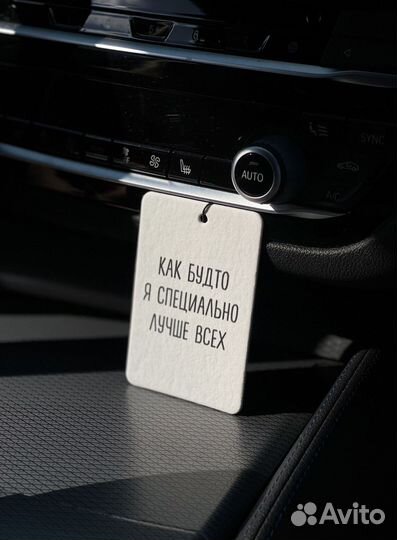 AUTO
SYNC
A/C
КАК БУДТО
Я СПЕЦИАЛЬНО
ЛУЧШЕ ВСЕХ
Avito